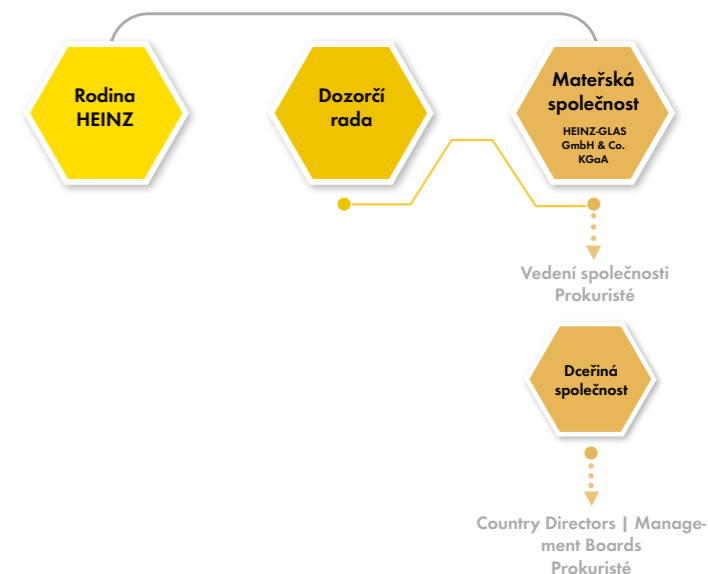 Rodina
HEINZ
Dozorčí
rada
Mateřská
společnost
HEINZ-GLAS
GmbH & Co.
KGaA
Vedení společnosti
Prokuristé
Dceřiná
společnost
Country Directors | Manage-
ment Boards
Prokuristé